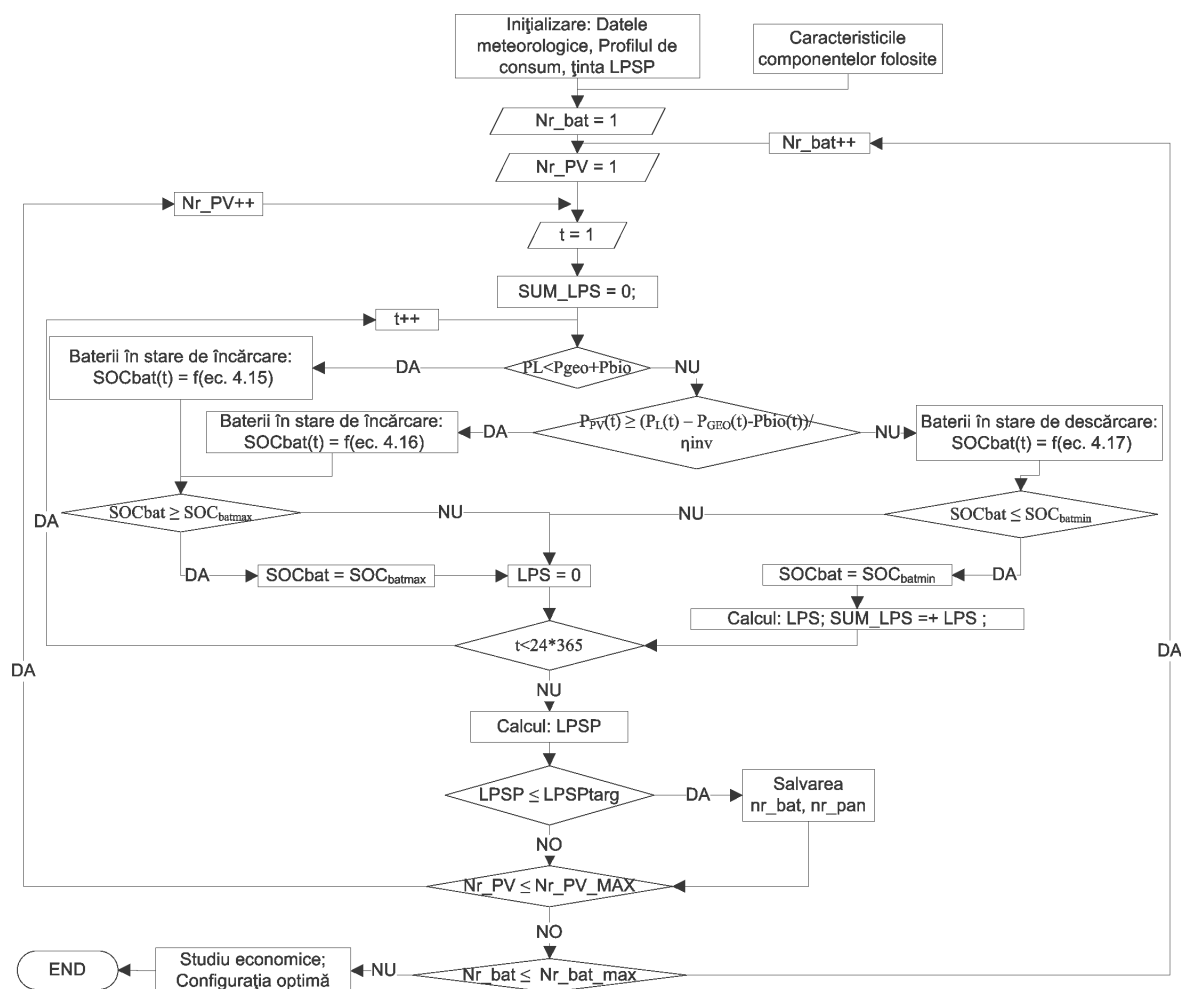 Iniţializare: Datele
meteorologice, Profilul de
consum, ţinta LPSP
Caracteristicile
componentelor folosite
Nr_bat = 1
Nr_bat++
Nr_PV = 1
Nr_PV++
t = 1
SUM_LPS = 0;
t++
Baterii în stare de încărcare:
SOCbat(t) = f(ec. 4.15)
DA
PL<Pgeo+Pbio
NU
Baterii în stare de încărcare:
SOCbat(t) = f(ec. 4.16)
DA
PPV(t) ≥ (PL(t) – PGEO(t)-Pbio(t))/
ηinv
NU
Baterii în stare de descărcare:
SOCbat(t) = f(ec. 4.17)
DA
SOCbat ≥ SOCbatmax
NU
NU
SOCbat ≤ SOCbatmin
DA
SOCbat = SOCbatmax
LPS = 0
SOCbat = SOCbatmin
DA
Calcul: LPS; SUM_LPS =+ LPS ;
t<24*365
DA
DA
NU
Calcul: LPSP
LPSP ≤ LPSPtarg
DA
Salvarea
nr_bat, nr_pan
NO
Nr_PV ≤ Nr_PV_MAX
NO
END
Studiu economice;
Configuraţia optimă
NU
Nr_bat ≤ Nr_bat_max